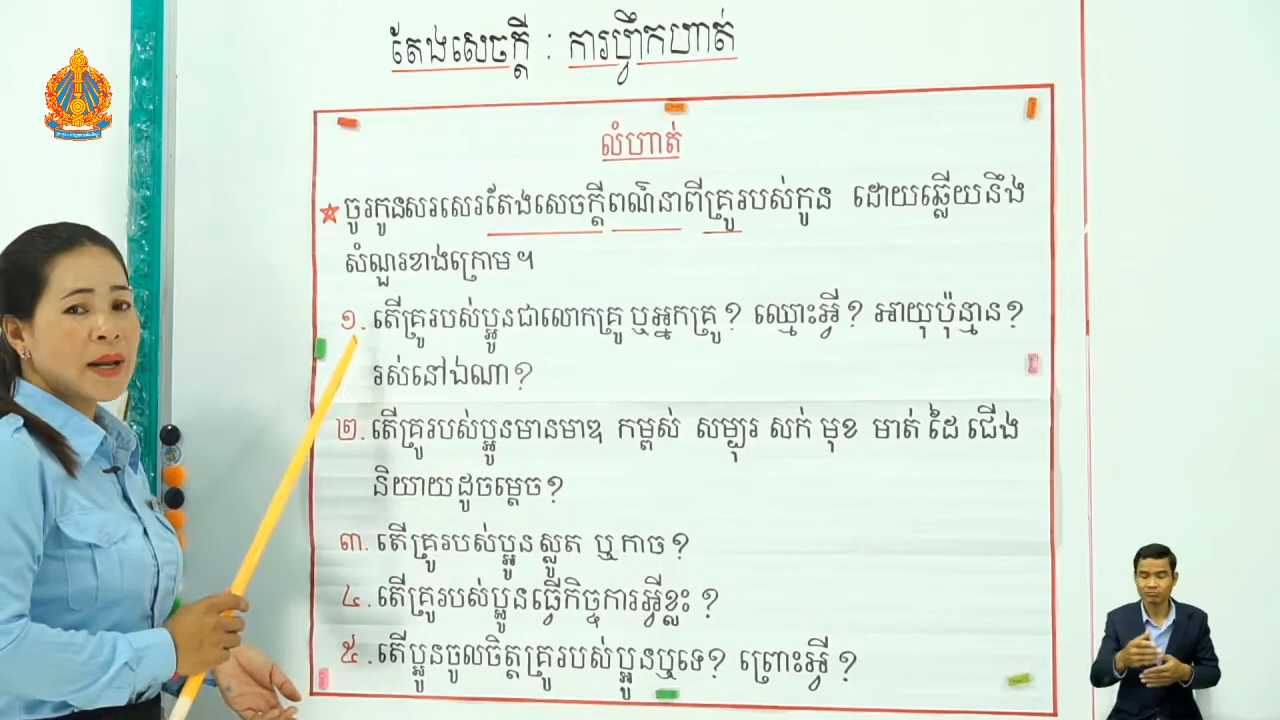 តែងសេចក្ដី : ការហ្វឹកហាត់
លំហាត់
ចូរកូនសរសេរតែងសេចក្ដីពណ៌នាពីគ្រូរបស់កូន ដោយឆ្លើយនឹង
សំណួរខាងក្រោម។
១. តើគ្រូរបស់ប្អូនជាលោកគ្រូ ឬអ្នកគ្រូ? ឈ្មោះអ្វី? អាយុប៉ុន្មាន?
រស់នៅឯណា?
២. តើគ្រូរបស់ប្អូនមានមាឌ កម្ពស់ សម្បុរ សក់ មុខ មាត់ ដៃ ជើង
និយាយដូចម្ដេច?
៣. តើគ្រូរបស់ប្អូនស្លូត ឬកាច?
៤. តើគ្រូរបស់ប្អូនធ្វើកិច្ចការអ្វីខ្លះ?
៥. តើប្អូនចូលចិត្តគ្រូរបស់ប្អូនឬទេ? ព្រោះអ្វី?